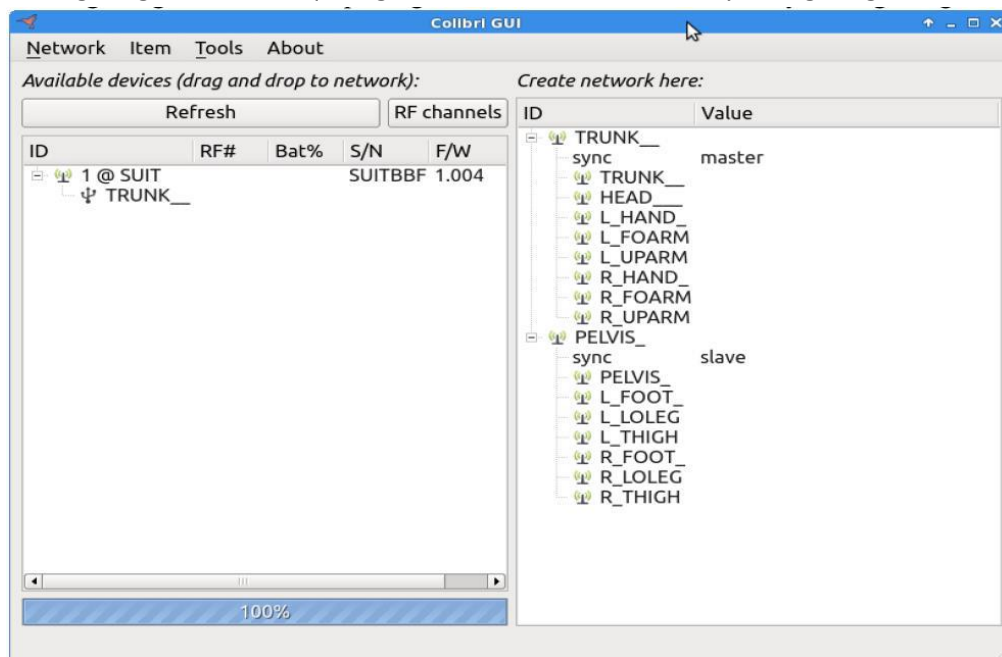 Colibri GUI
Network Item Tools About
Available devices (drag and drop to network):
Refresh RF channels
ID RF# Bat% S/N F/W
1 @ SUIT SUITBBF 1.004
TRUNK__
100%
Create network here:
ID Value
TRUNK__
sync master
TRUNK__
HEAD___
L_HAND_
L_FOARM
L_UPARM
R_HAND_
R_FOARM
R_UPARM
PELVIS_
sync slave
PELVIS_
L_FOOT_
L_LOLEG
L_THIGH
R_FOOT_
R_LOLEG
R_THIGH